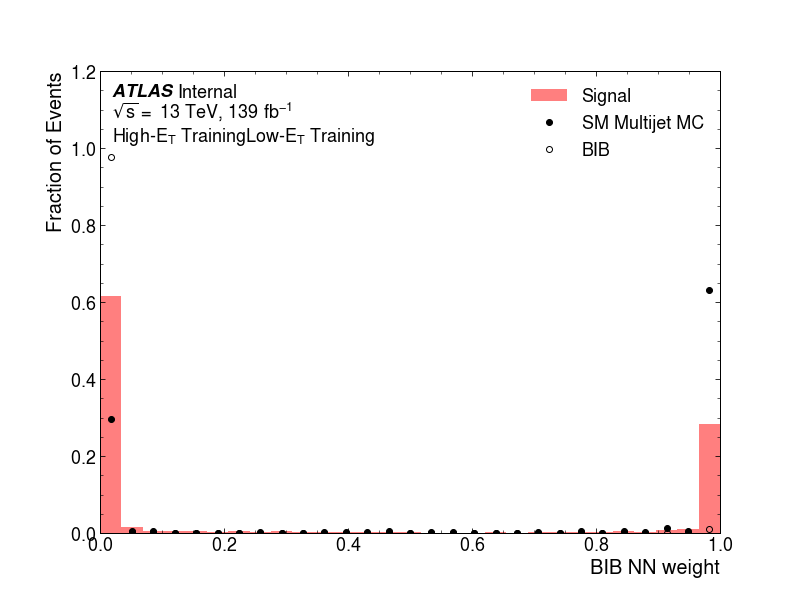 ATLAS Internal
√s = 13 TeV, 139 fb⁻¹
High-E_T TrainingLow-E_T Training
Signal
SM Multijet MC
BIB
Fraction of Events
1.2
1.0
0.8
0.6
0.4
0.2
0.0
0.0 0.2 0.4 0.6 0.8 1.0
BIB NN weight